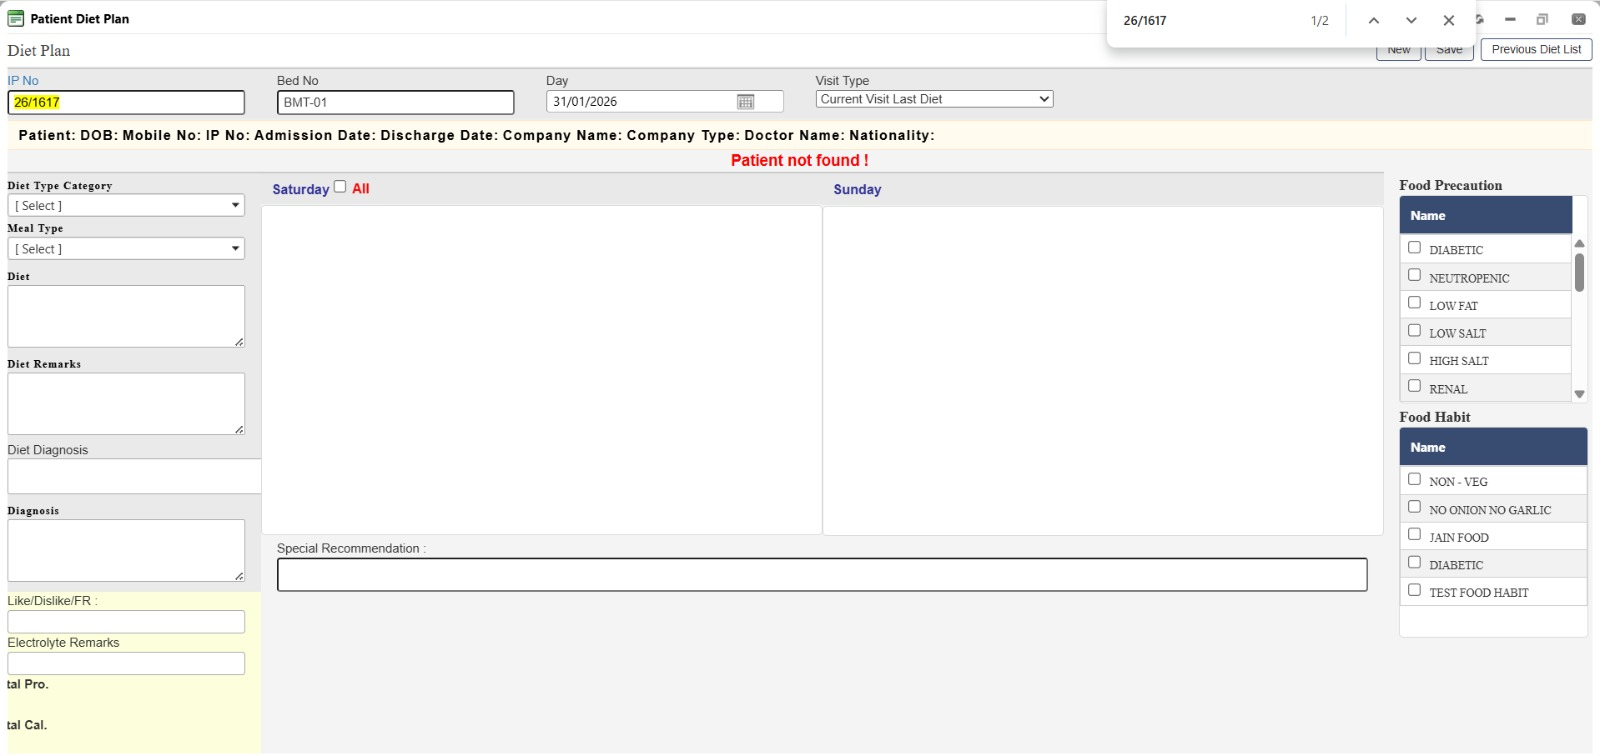 Patient Diet Plan
26/1617 1/2
Diet Plan
New Save Previous Diet List
IP No Bed No Day Visit Type
26/1617 BMT-01 31/01/2026 Current Visit Last Diet
Patient: DOB: Mobile No: IP No: Admission Date: Discharge Date: Company Name: Company Type: Doctor Name: Nationality:
Patient not found !
Diet Type Category
[ Select ]
Meal Type
[ Select ]
Diet
Diet Remarks
Diet Diagnosis
Diagnosis
Like/Dislike/FR :
Electrolyte Remarks
tal Pro.
tal Cal.
Saturday All Sunday
Special Recommendation :
Food Precaution
Name
DIABETIC
NEUTROPENIC
LOW FAT
LOW SALT
HIGH SALT
RENAL
Food Habit
Name
NON - VEG
NO ONION NO GARLIC
JAIN FOOD
DIABETIC
TEST FOOD HABIT